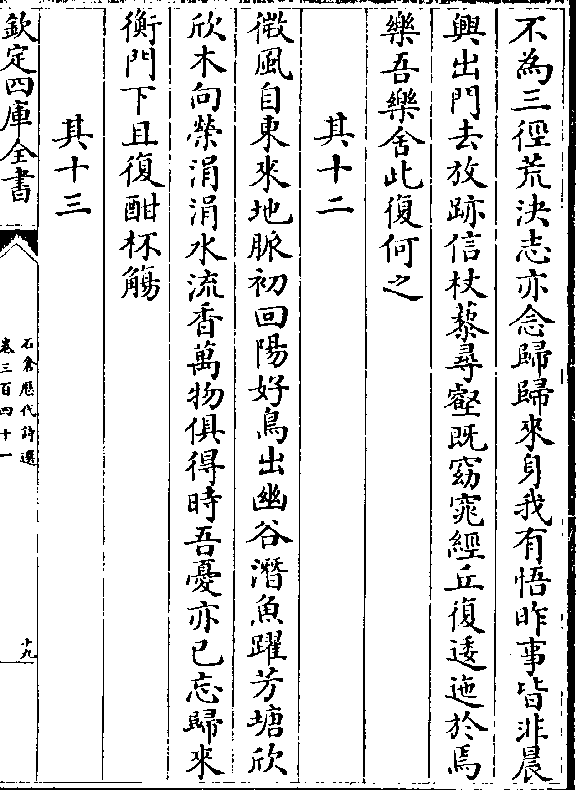 不為三徑荒決志亦念歸歸來身我有悟昨事皆非晨
興出門去放跡信杖藜尋壑既窈窕經丘復逶迤於焉
樂吾樂舍此復何之
其十二
微風自東來地脈初回陽好鳥出幽谷潛魚躍芳塘欣
欣木向榮涓涓水流香萬物俱得時吾憂亦已忘歸來
衡門下且復酣杯觴
其十三
欽定四庫全書
石倉歷代詩選
卷三百四十一
十九